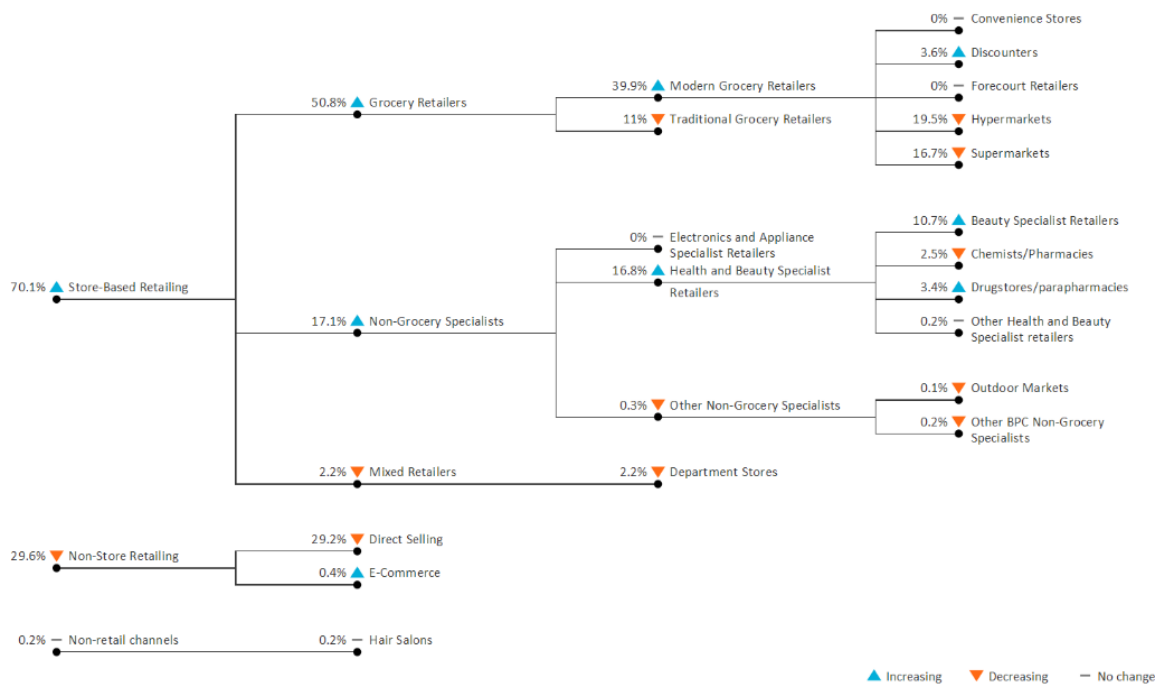 0% – Convenience Stores
3.6% Discounters
39.9% Modern Grocery Retailers
0% – Forecourt Retailers
50.8% Grocery Retailers
11% Traditional Grocery Retailers
19.5% Hypermarkets
16.7% Supermarkets
10.7% Beauty Specialist Retailers
0% – Electronics and Appliance
Specialist Retailers
2.5% Chemists/Pharmacies
16.8% Health and Beauty Specialist
Retailers
70.1% Store-Based Retailing
3.4% Drugstores/parapharmacies
17.1% Non-Grocery Specialists
0.2% – Other Health and Beauty
Specialist retailers
0.1% Outdoor Markets
0.3% Other Non-Grocery Specialists
0.2% Other BPC Non-Grocery
Specialists
2.2% Mixed Retailers
2.2% Department Stores
29.2% Direct Selling
29.6% Non-Store Retailing
0.4% E-Commerce
0.2% – Non-retail channels
0.2% – Hair Salons
Increasing
Decreasing
– No change